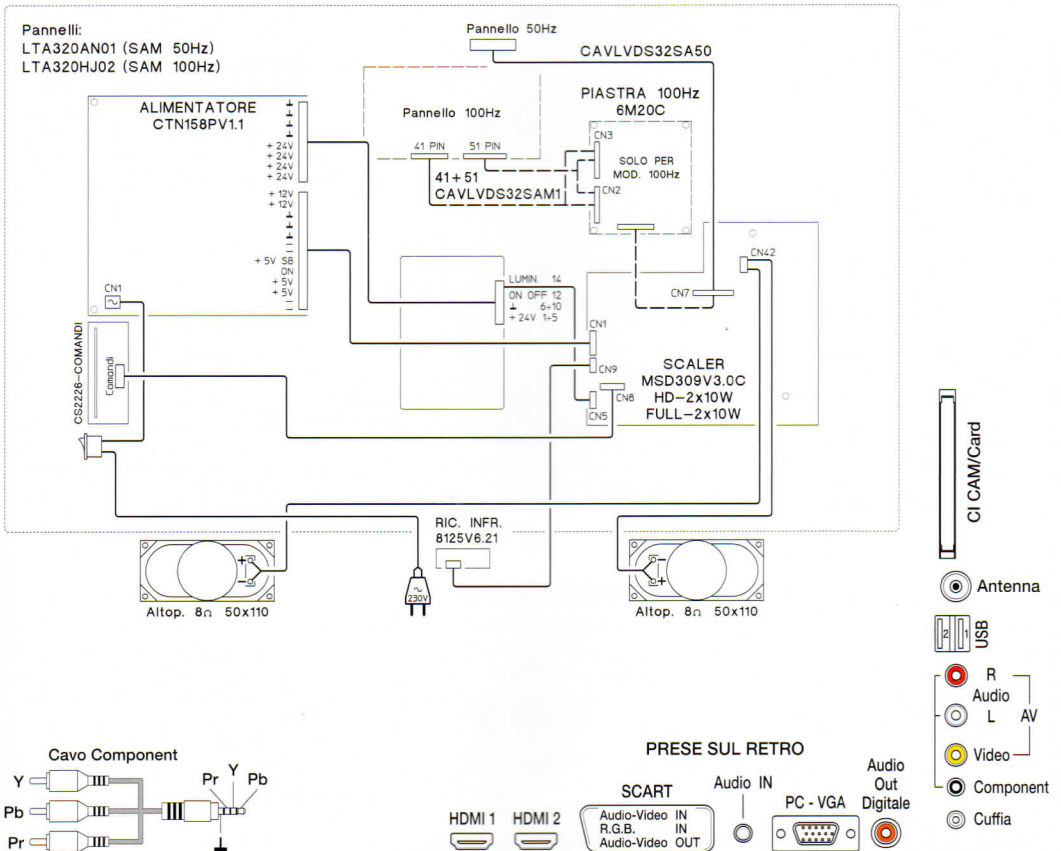 Pannelli:
LTA320AN01 (SAM 50Hz)
LTA320HJ02 (SAM 100Hz)
Pannello 50Hz
CAVLVDS32SA50
ALIMENTATORE
CTN158PV1.1
+ 24V
+ 24V
+ 24V
+ 24V
+ 12V
+ 12V
+ 5V SB
ON
+ 5V
+ 5V
CN1
Pannello 100Hz
41 PIN
51 PIN
41+51
CAVLVDS32SAM1
PIASTRA 100Hz
6M20C
CN3
SOLO PER
MOD. 100Hz
CN2
CN42
CN7
LUMIN. 14
ON OFF 12
6÷10
+ 24V 1÷5
CN1
CN9
CN8
CN5
SCALER
MSD309V3.0C
HD-2x10W
FULL-2x10W
CS2226-COMANDI
Comandi
RIC. INFR.
8125V6.21
~
230V
+
-
Altop. 8Ω 50x110
-
+
Altop. 8Ω 50x110
CI CAM/Card
Antenna
2 1 USB
R
Audio
L
AV
Video
Component
Cuffia
Cavo Component
Y
Pb
Pr
Pr Y Pb
PRESE SUL RETRO
HDMI 1
HDMI 2
SCART
Audio-Video IN
R.G.B. IN
Audio-Video OUT
Audio IN
PC - VGA
Audio
Out
Digitale